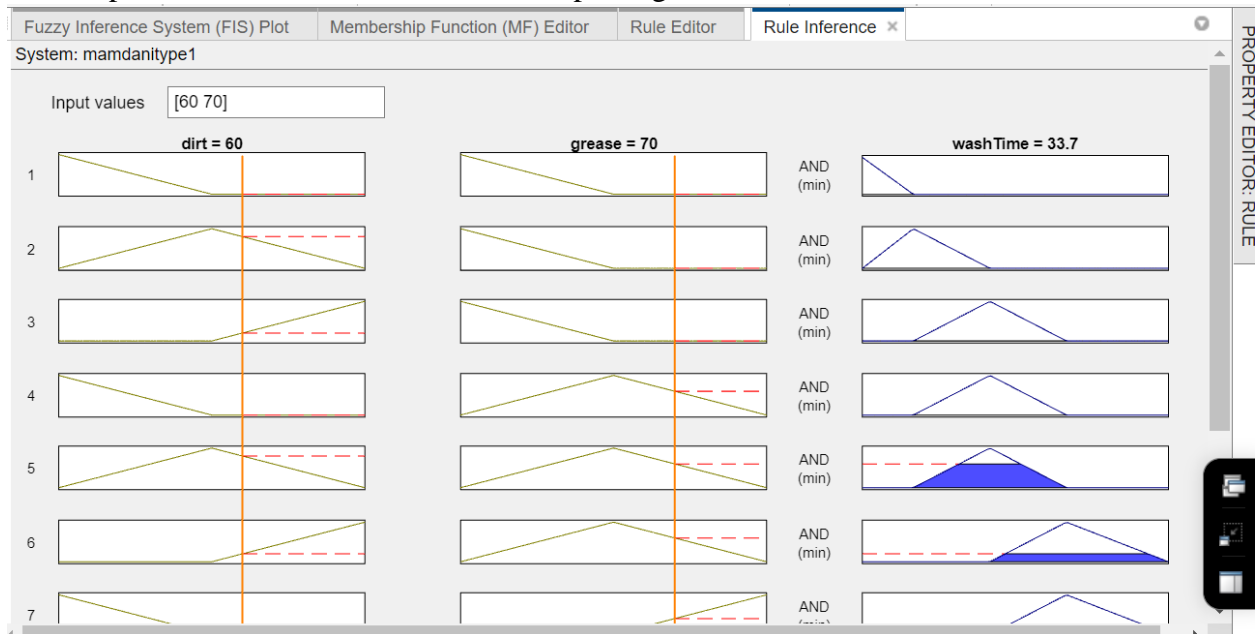 Fuzzy Inference System (FIS) Plot Membership Function (MF) Editor Rule Editor Rule Inference ×
System: mamdanitype1
Input values [60 70]
dirt = 60 grease = 70 washTime = 33.7
1 AND
(min)
2 AND
(min)
3 AND
(min)
4 AND
(min)
5 AND
(min)
6 AND
(min)
7 AND
PROPERTY EDITOR: RULE